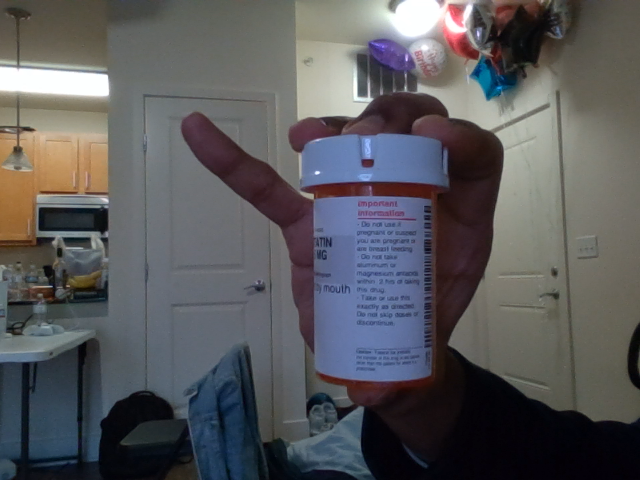 TATIN
MG
by mouth
Important
Information
- Do not use if
pregnant or suspect
you are pregnant or
are breast feeding.
- Do not take
aluminum or
magnesium antacids
within 2 hrs of taking
this drug.
- Take or use this
exactly as directed.
Do not skip doses or
discontinue.